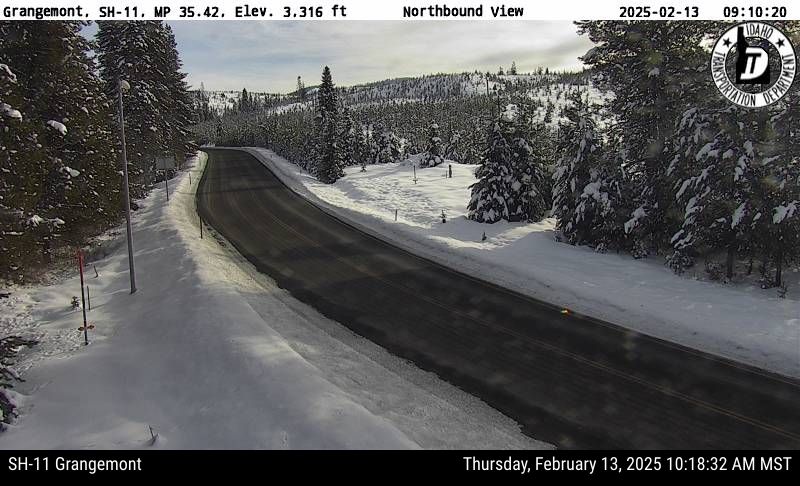 Grangemont, SH-11, MP 35.42, Elev. 3,316 ft Northbound View 2025-02-13 09:10:20
IDAHO
TRANSPORTATION DEPARTMENT
SH-11 Grangemont Thursday, February 13, 2025 10:18:32 AM MST